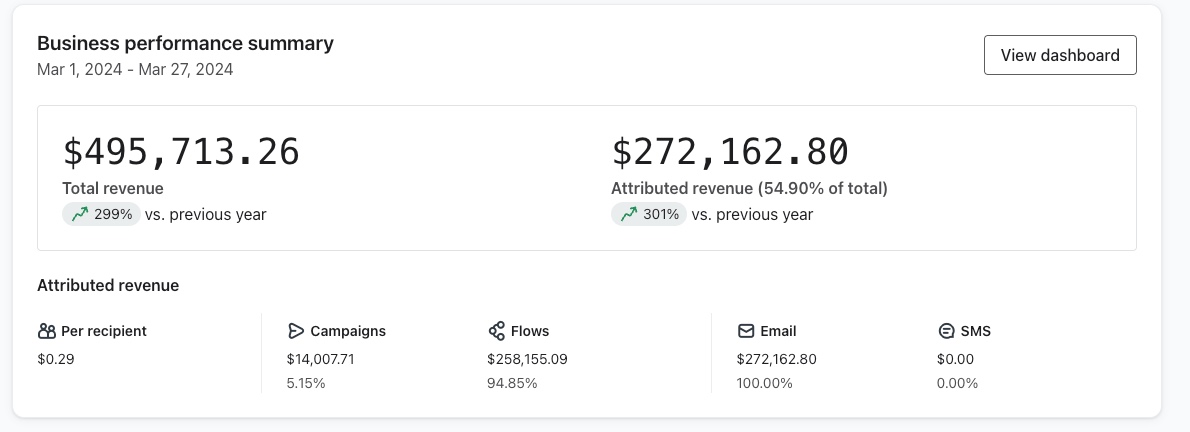 Business performance summary
Mar 1, 2024 - Mar 27, 2024
View dashboard
$495,713.26
Total revenue
299% vs. previous year
$272,162.80
Attributed revenue (54.90% of total)
301% vs. previous year
Attributed revenue
Per recipient
$0.29
Campaigns
$14,007.71
5.15%
Flows
$258,155.09
94.85%
Email
$272,162.80
100.00%
SMS
$0.00
0.00%